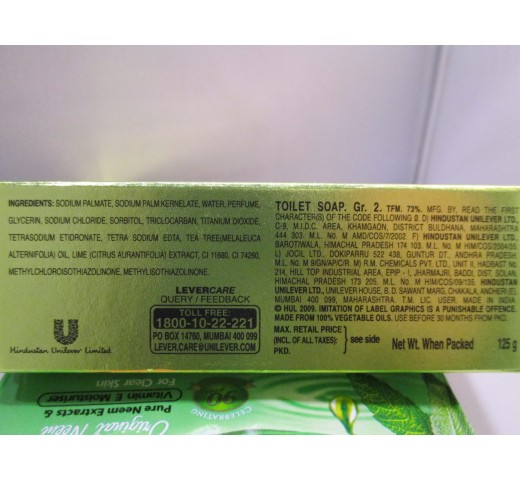 INGREDIENTS: SODIUM PALMATE, SODIUM PALM KERNELATE, WATER, PERFUME,
GLYCERIN, SODIUM CHLORIDE, SORBITOL, TRICLOCARBAN, TITANIUM DIOXIDE,
TETRASODIUM ETIDRONATE, TETRA SODIUM EDTA, TEA TREE(MELALEUCA
ALTERNIFOLIA) OIL, LIME (CITRUS AURANTIFOLIA) EXTRACT, CI 11680, CI 74260,
METHYLCHLOROISOTHIAZOLINONE, METHYLISOTHIAZOLINONE.
LEVERCARE
QUERY / FEEDBACK
TOLL FREE:
1800-10-22-221
PO BOX 14760, MUMBAI 400 099
LEVER.CARE@UNILEVER.COM
Hindustan Unilever Limited
TOILET SOAP. Gr. 2. TFM. 73%. MFG. BY. READ THE FIRST
CHARACTER(S) OF THE CODE FOLLOWING B. D) HINDUSTAN UNILEVER LTD.,
C-9, M.I.D.C. AREA, KHAMGAON, DISTRICT BULDHANA, MAHARASHTRA
444 303. M.L. No. M AMD/COS/7/2002. F) HINDUSTAN UNILEVER LTD.,
BAROTIWALA, HIMACHAL PRADESH 174 103. M.L. No. M HIM/COS/
L) JOCIL LTD., DOKIPARRU 522 438, GUNTUR DT. ANDHRA PRADESH
M.L. No. M R.M. CHEMICALS PVT LTD, UNIT II, HADBAST No.
214, HILL TOP INDUSTRIAL AREA, EPIP - I, JHARMAJRI, BADDI, DIST. SOLAN,
HIMACHAL PRADESH 173 205. M.L. No. M HIM/COS/09/135. HINDUSTAN
UNILEVER LTD., UNILEVER HOUSE, B.D. SAWANT MARG, CHAKALA, ANDHERI (E),
MUMBAI 400 099, MAHARASHTRA. T.M. LIC USER. MADE IN INDIA.
© HUL 2009. IMITATION OF LABEL GRAPHICS IS A PUNISHABLE OFFENCE.
MADE FROM 100% VEGETABLE OILS. USE BEFORE 30 MONTHS FROM PKD.
MAX. RETAIL PRICE
(INCL. OF ALL TAXES):
PKD.
see side
Net Wt. When Packed 125 g
CELEBRATING
90
Original Neem
Pure Neem Extracts &
Vitamin E Moisturiser
For Clear Skin